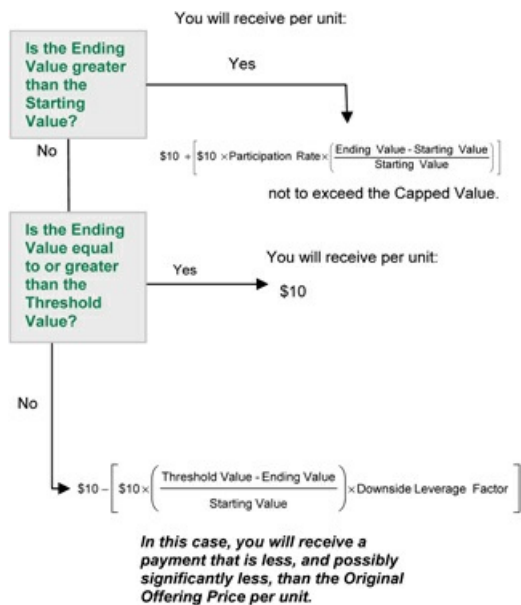 You will receive per unit:
Is the Ending
Value greater
than the
Starting
Value?
Yes
No
$10 + [$10 × Participation Rate × (Ending Value - Starting Value / Starting Value)]
not to exceed the Capped Value.
Is the Ending
Value equal
to or greater
than the
Threshold
Value?
Yes
You will receive per unit:
$10
No
$10 – [$10 × (Threshold Value - Ending Value / Starting Value) × Downside Leverage Factor]
In this case, you will receive a
payment that is less, and possibly
significantly less, than the Original
Offering Price per unit.